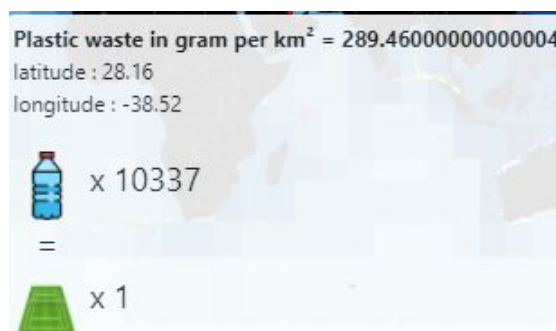 Plastic waste in gram per km² = 289.46000000000004
latitude : 28.16
longitude : -38.52
x 10337
=
x 1